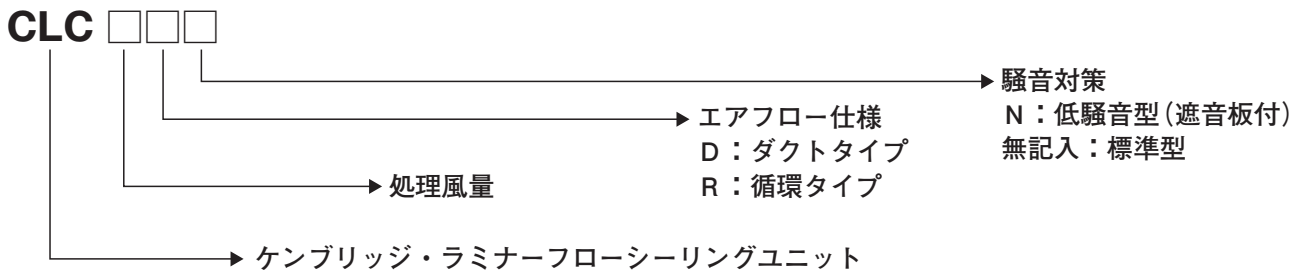 CLC □□□
騒音対策
N：低騒音型（遮音板付）
無記入：標準型
エアフロー仕様
D：ダクトタイプ
R：循環タイプ
処理風量
ケンブリッジ・ラミナーフローシーリングユニット